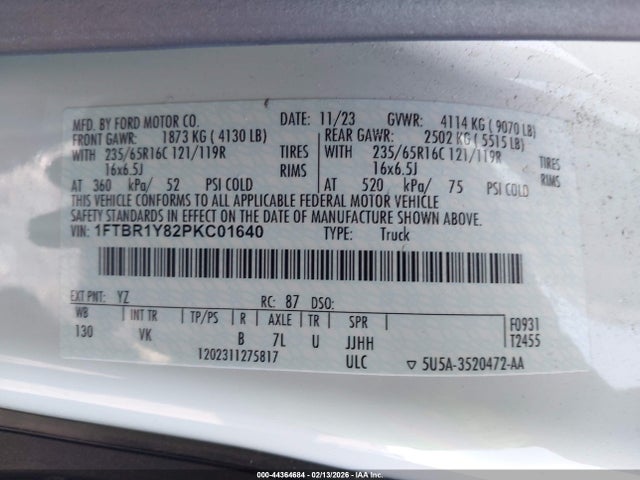 MFD. BY FORD MOTOR CO. DATE: 11/23 GVWR: 4114 KG ( 9070 LB)
FRONT GAWR: 1873 KG ( 4130 LB) REAR GAWR: 2502 KG ( 5515 LB)
WITH 235/65R16C 121/119R TIRES WITH 235/65R16C 121/119R TIRES
16x6.5J RIMS 16x6.5J RIMS
AT 360 kPa/ 52 PSI COLD AT 520 kPa/ 75 PSI COLD
THIS VEHICLE CONFORMS TO ALL APPLICABLE FEDERAL MOTOR VEHICLE
SAFETY STANDARDS IN EFFECT ON THE DATE OF MANUFACTURE SHOWN ABOVE.
VIN: 1FTBR1Y82PKC01640 TYPE: Truck
EXT PNT: YZ RC: 87 DSO:
WB INT TR TP/PS R AXLE TR SPR F0931
130 VK B 7L U JJHH T2455
1202311275817 ULC ▽ 5U5A-3520472-AA
000-44364684 | 02/13/2026 | IAA Inc.